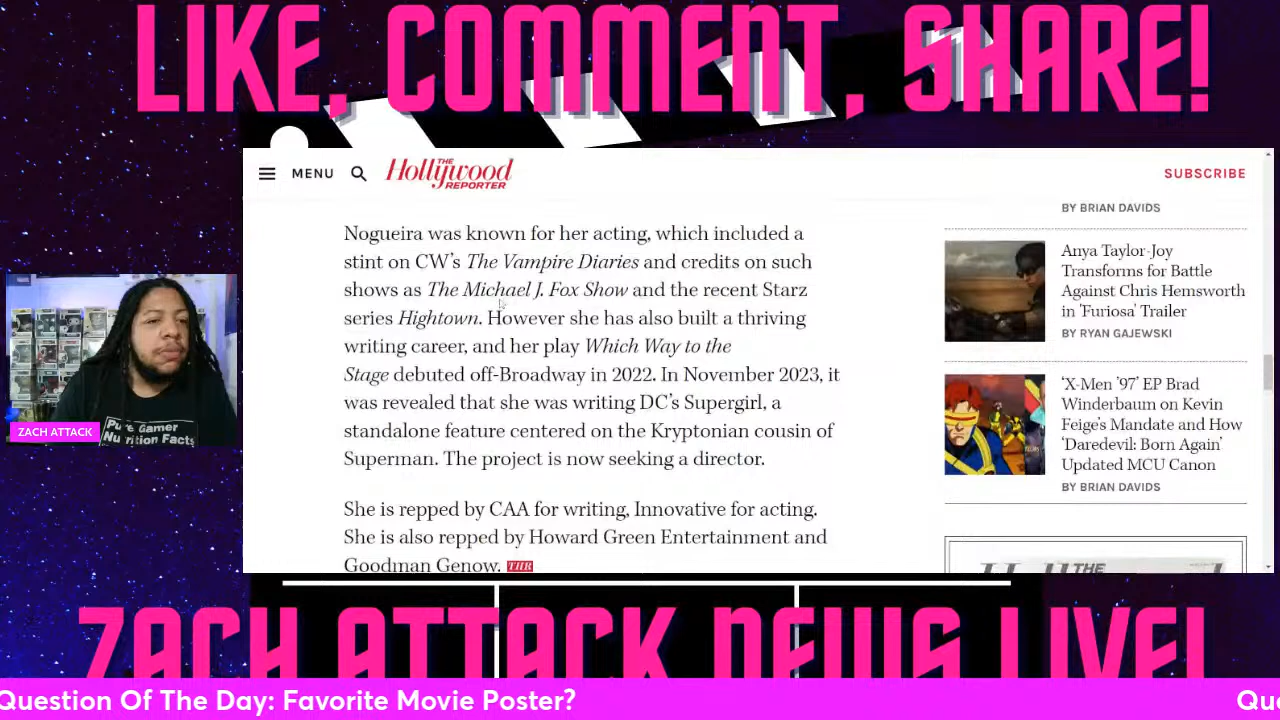 LIKE, COMMENT, SHARE!
MENU
THE
Hollywood
REPORTER
SUBSCRIBE
Nogueira was known for her acting, which included a
stint on CW's The Vampire Diaries and credits on such
shows as The Michael J. Fox Show and the recent Starz
series Hightown. However she has also built a thriving
writing career, and her play Which Way to the
Stage debuted off-Broadway in 2022. In November 2023, it
was revealed that she was writing DC's Supergirl, a
standalone feature centered on the Kryptonian cousin of
Superman. The project is now seeking a director.
She is repped by CAA for writing, Innovative for acting.
She is also repped by Howard Green Entertainment and
Goodman Genow. THR
BY BRIAN DAVIDS
Anya Taylor-Joy
Transforms for Battle
Against Chris Hemsworth
in 'Furiosa' Trailer
BY RYAN GAJEWSKI
'X-Men '97' EP Brad
Winderbaum on Kevin
Feige's Mandate and How
'Daredevil: Born Again'
Updated MCU Canon
BY BRIAN DAVIDS
THE
Gamer
Facts
ZACH ATTACK
ZACH ATTACK NEWS LIVE!
Question Of The Day: Favorite Movie Poster?
Que